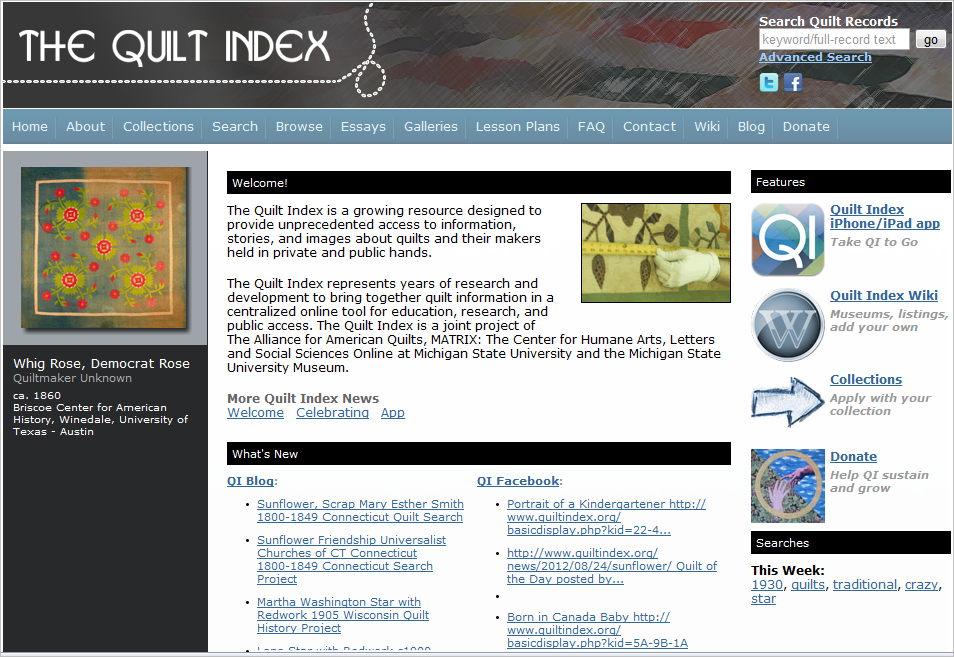 THE QUILT INDEX
Search Quilt Records
keyword/full-record text
go
Advanced Search
Home
About
Collections
Search
Browse
Essays
Galleries
Lesson Plans
FAQ
Contact
Wiki
Blog
Donate
Whig Rose, Democrat Rose
Quiltmaker Unknown
ca. 1860
Briscoe Center for American
History, Winedale, University of
Texas - Austin
Welcome!
The Quilt Index is a growing resource designed to
provide unprecedented access to information,
stories, and images about quilts and their makers
held in private and public hands.
The Quilt Index represents years of research and
development to bring together quilt information in a
centralized online tool for education, research, and
public access. The Quilt Index is a joint project of
The Alliance for American Quilts, MATRIX: The Center for Humane Arts, Letters
and Social Sciences Online at Michigan State University and the Michigan State
University Museum.
More Quilt Index News
Welcome Celebrating App
What's New
QI Blog:
Sunflower, Scrap Mary Esther Smith
1800-1849 Connecticut Quilt Search
Sunflower Friendship Universalist
Churches of CT Connecticut
1800-1849 Connecticut Search
Project
Martha Washington Star with
Redwork 1905 Wisconsin Quilt
History Project
QI Facebook:
Portrait of a Kindergartener http://
www.quiltindex.org/
basicdisplay.php?kid=22-4...
http://www.quiltindex.org/
news/2012/08/24/sunflower/ Quilt of
the Day posted by...
Born in Canada Baby http://
www.quiltindex.org/
basicdisplay.php?kid=5A-9B-1A
Features
QI
Quilt Index
iPhone/iPad app
Take QI to Go
W
Quilt Index Wiki
Museums, listings,
add your own
Collections
Apply with your
collection
Donate
Help QI sustain
and grow
Searches
This Week:
1930, quilts, traditional, crazy,
star